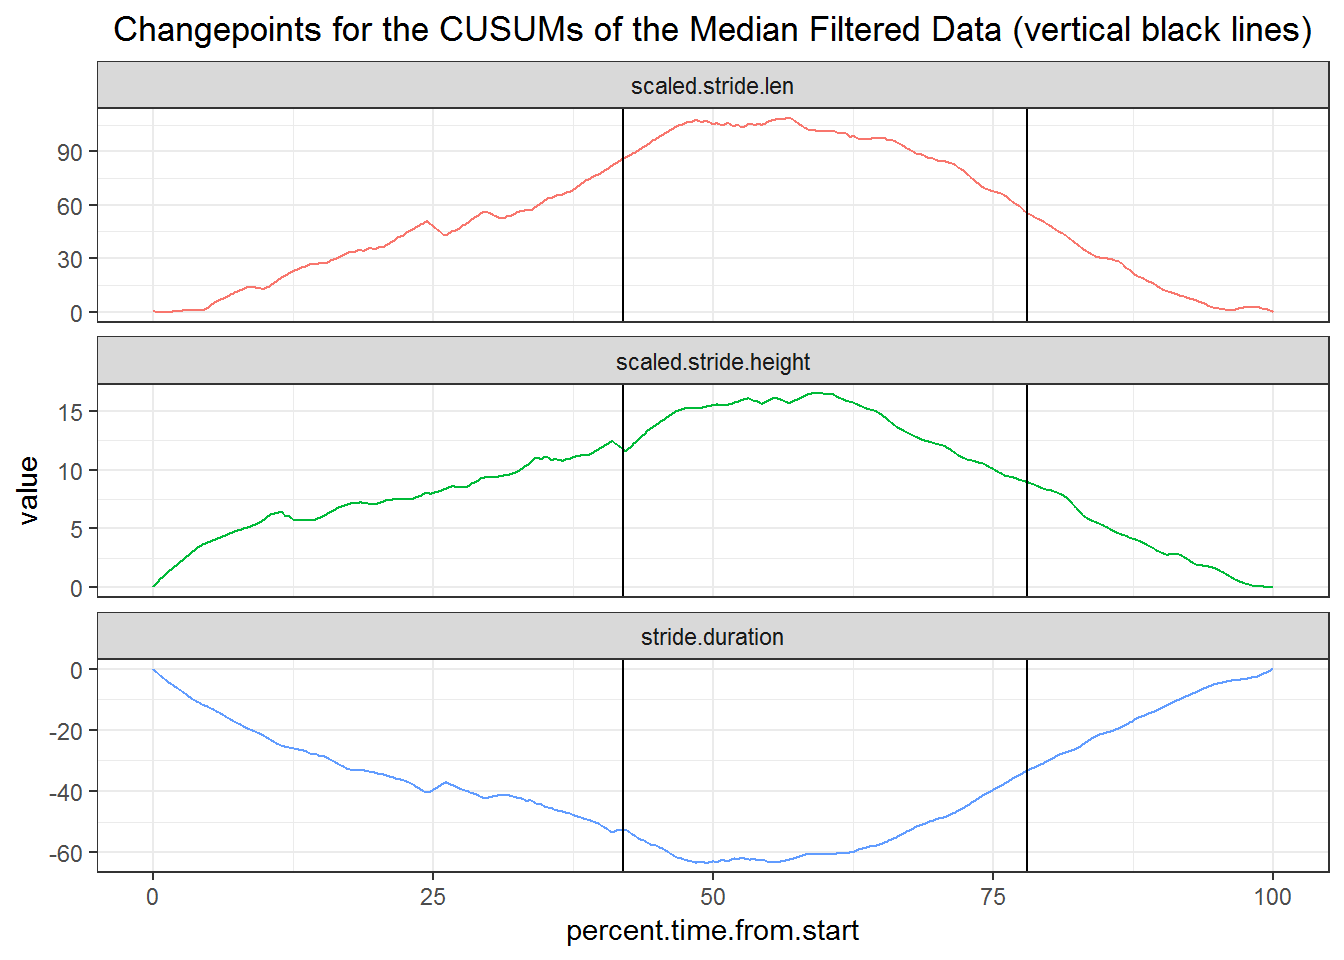 Changepoints for the CUSUMs of the Median Filtered Data (vertical black lines)
scaled.stride.len
90
60
30
0
scaled.stride.height
15
10
5
0
value
stride.duration
0
-20
-40
-60
0 25 50 75 100
percent.time.from.start